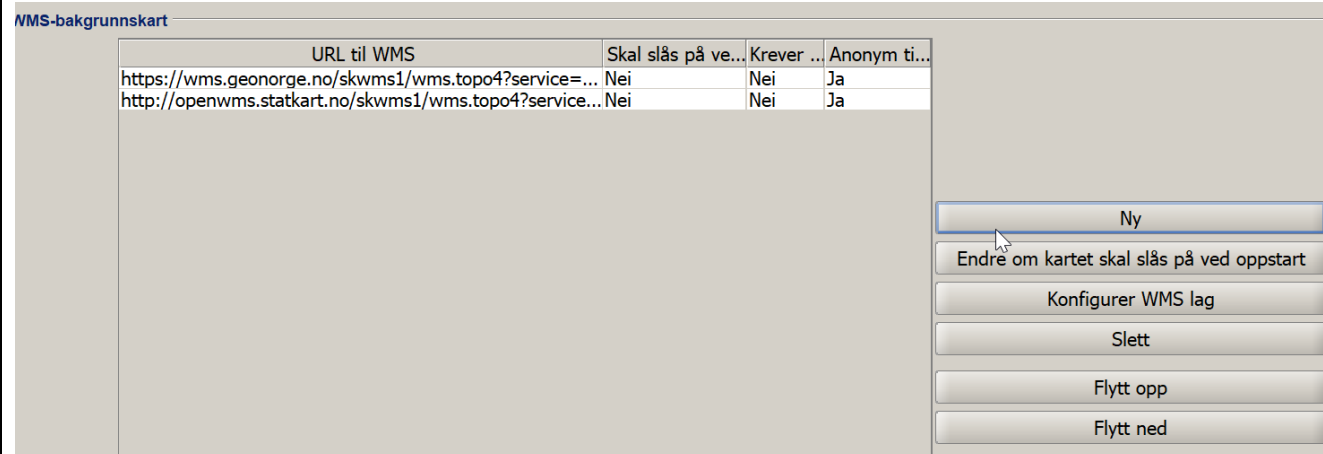 WMS-bakgrunnskart
URL til WMS Skal slås på ve... Krever ... Anonym ti...
https://wms.geonorge.no/skwms1/wms.topo4?service=... Nei Nei Ja
http://openwms.statkart.no/skwms1/wms.topo4?service... Nei Nei Ja
Ny
Endre om kartet skal slås på ved oppstart
Konfigurer WMS lag
Slett
Flytt opp
Flytt ned